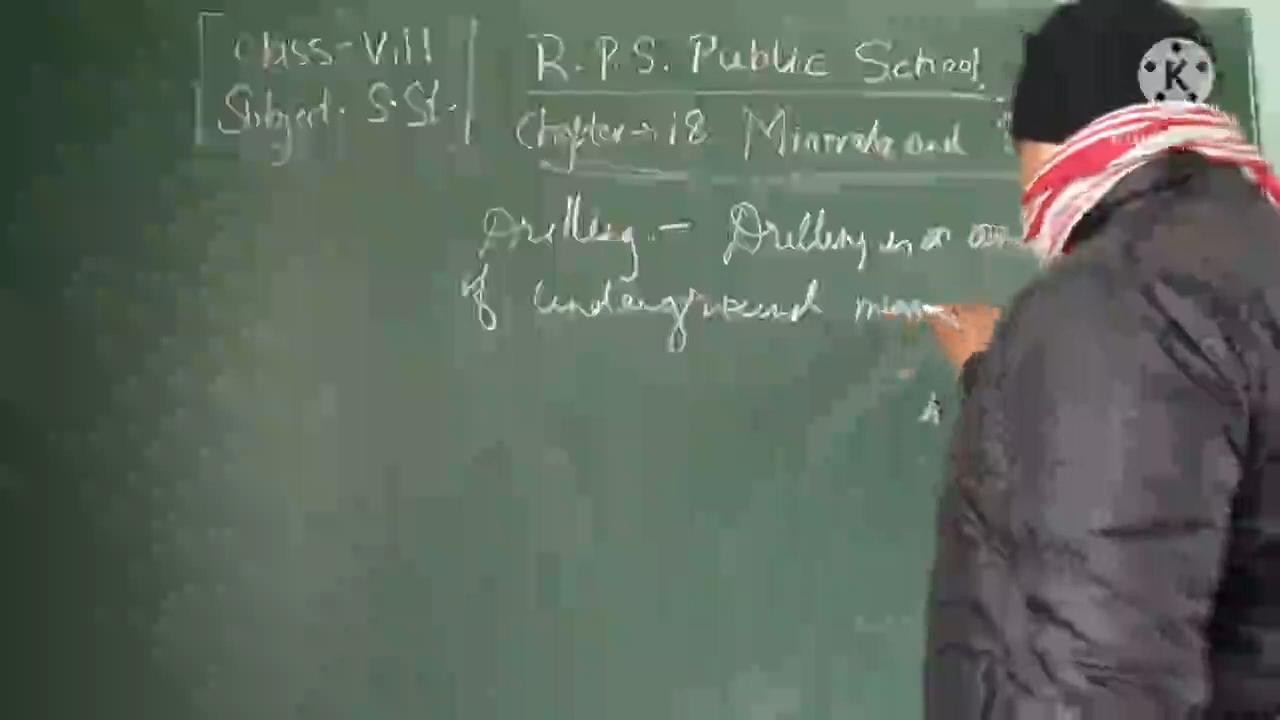 Class - VIII
Subject - S.St.
R.P.S. Public School
Chapter → 18 Minerals and
Drilling - Drilling is a
of underground
K